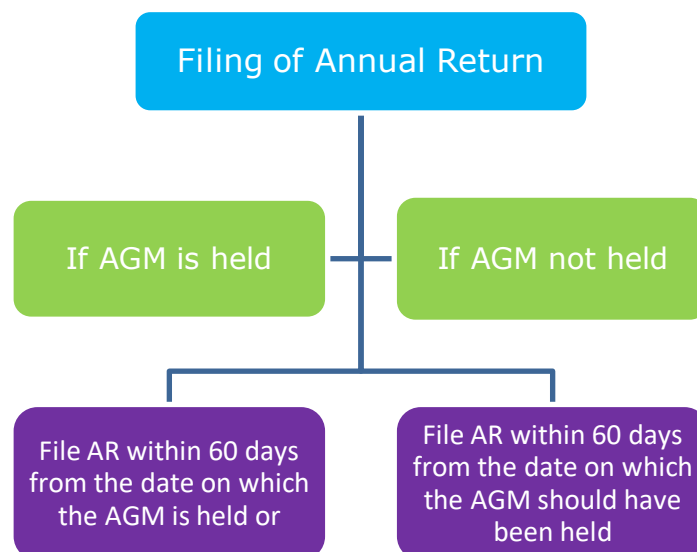 Filing of Annual Return
If AGM is held
If AGM not held
File AR within 60 days
from the date on which
the AGM is held or
File AR within 60 days
from the date on which
the AGM should have
been held